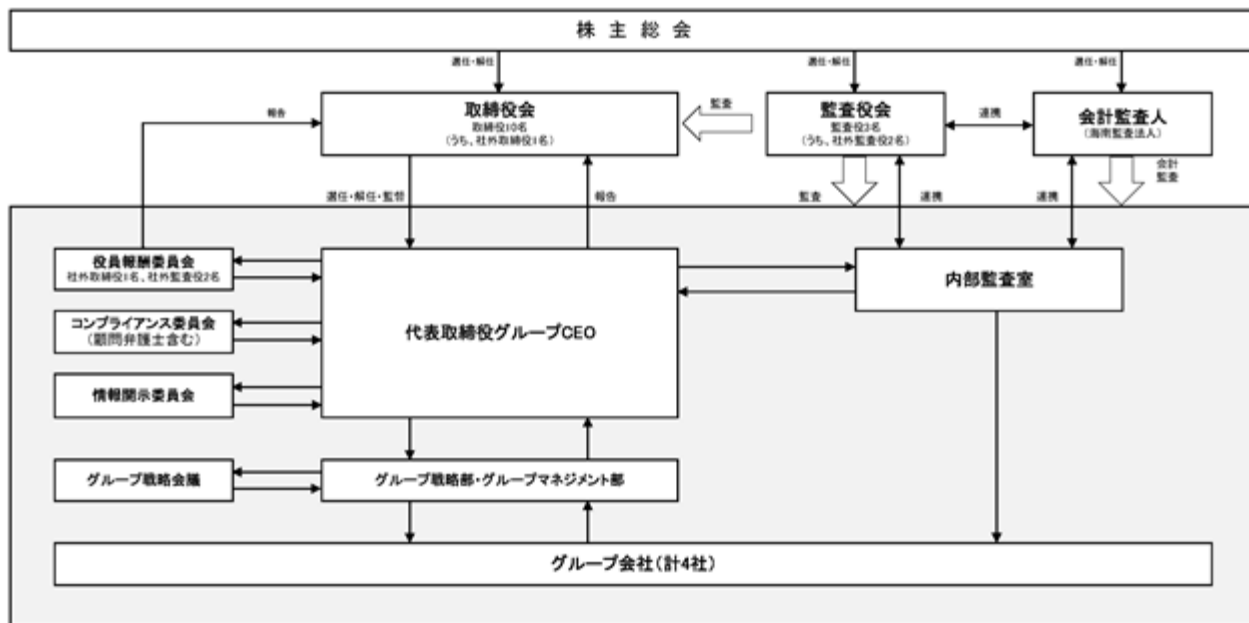 株 主 総 会
選任・解任
選任・解任
選任・解任
報告
取締役会
取締役10名
(うち、社外取締役1名)
監査
監査役会
監査役3名
(うち、社外監査役2名)
連携
会計監査人
(海南監査法人)
選任・解任・監督
報告
監査
連携
連携
会計
監査
役員報酬委員会
社外取締役1名、社外監査役2名
コンプライアンス委員会
(顧問弁護士含む)
情報開示委員会
代表取締役グループCEO
内部監査室
グループ戦略会議
グループ戦略部・グループマネジメント部
グループ会社(計4社)